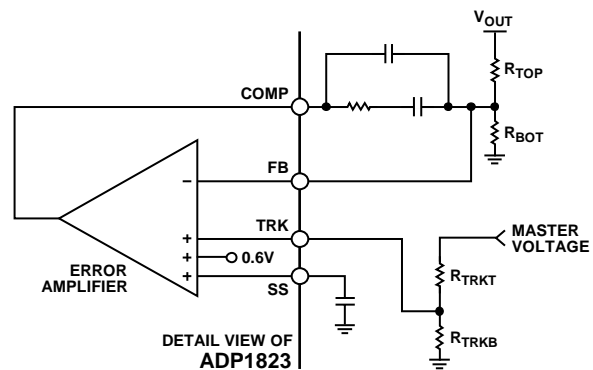 VOUT
RTOP
COMP
RBOT
FB
TRK
MASTER
VOLTAGE
0.6V
ERROR
AMPLIFIER
SS
RTRKT
DETAIL VIEW OF
ADP1823
RTRKB